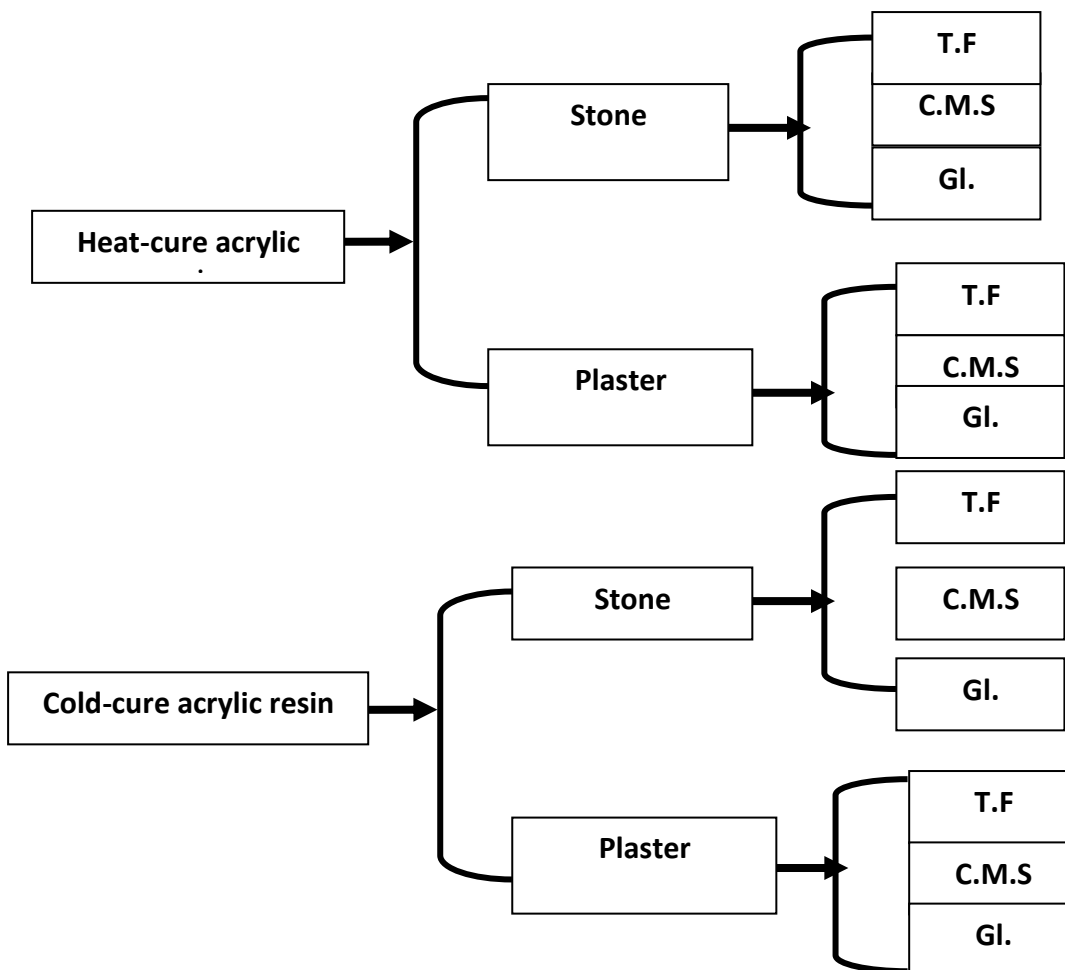 T.F
C.M.S
Stone
Gl.
Heat-cure acrylic
.
T.F
C.M.S
Plaster
Gl.
T.F
Stone
C.M.S
Gl.
Cold-cure acrylic resin
T.F
Plaster
C.M.S
Gl.